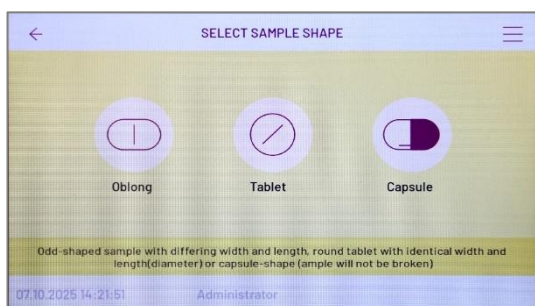 SELECT SAMPLE SHAPE
Oblong
Tablet
Capsule
Odd-shaped sample with differing width and length, round tablet with identical width and
length(diameter) or capsule-shape (ample will not be broken)
07.10.2025 14:21:51 Administrator